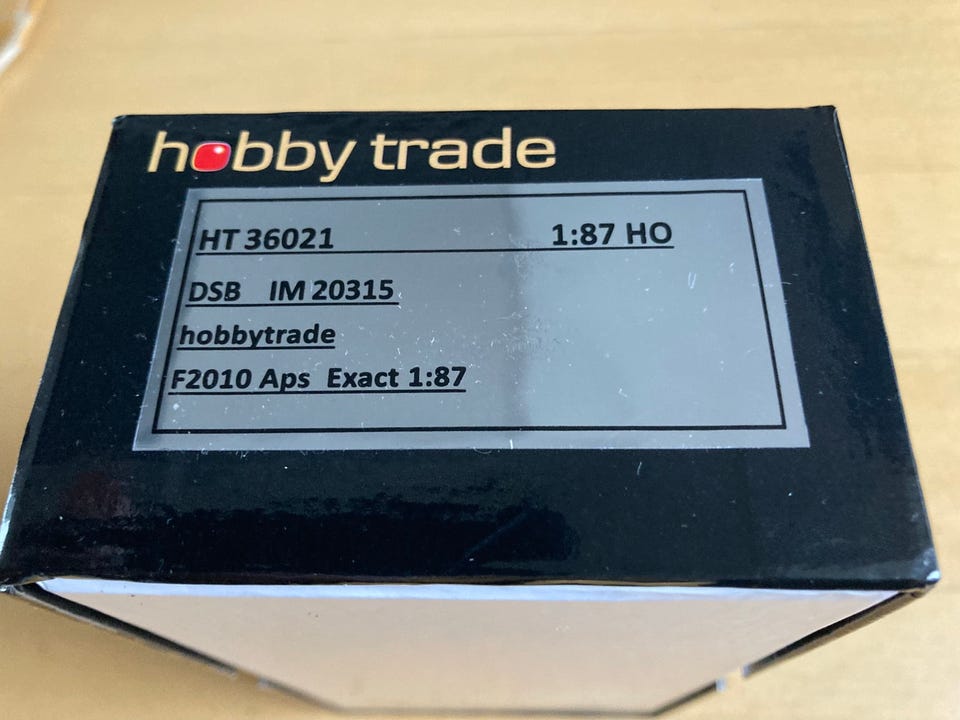 hobby trade
HT 36021 1:87 HO
DSB IM 20315
hobbytrade
F2010 Aps Exact 1:87